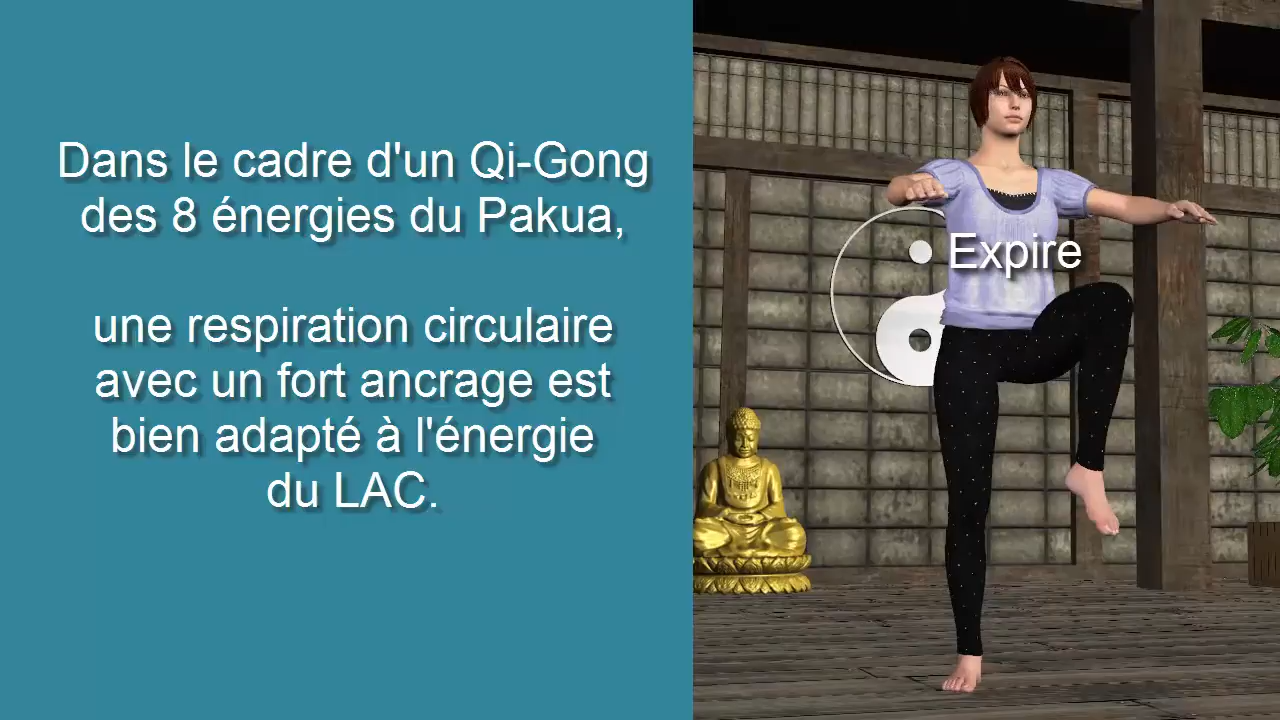 Dans le cadre d'un Qi-Gong
des 8 énergies du Pakua,
une respiration circulaire
avec un fort ancrage est
bien adapté à l'énergie
du LAC.
Expire